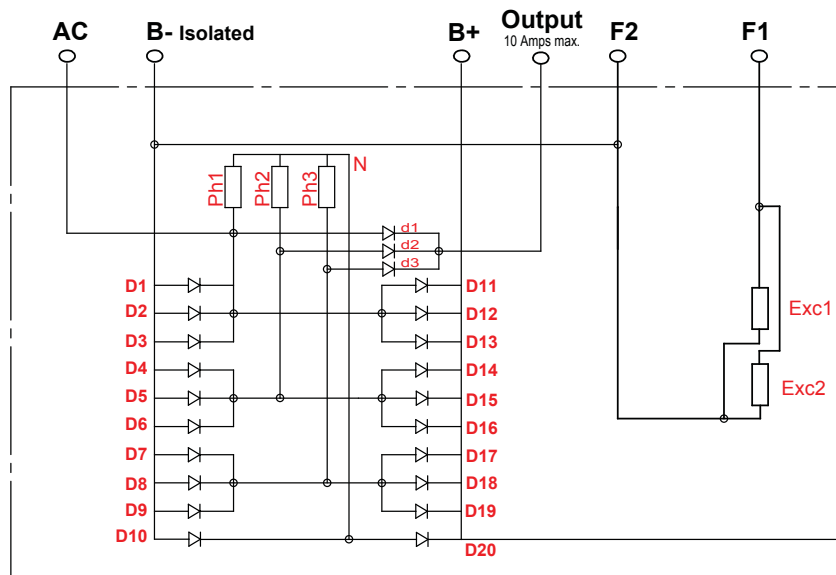 AC
B- Isolated
B+
Output
10 Amps max.
F2
F1
N
Ph1
Ph2
Ph3
d1
d2
d3
D1
D11
D2
D12
D3
D13
D4
D14
D5
D15
D6
D16
D7
D17
D8
D18
D9
D19
D10
D20
Exc1
Exc2